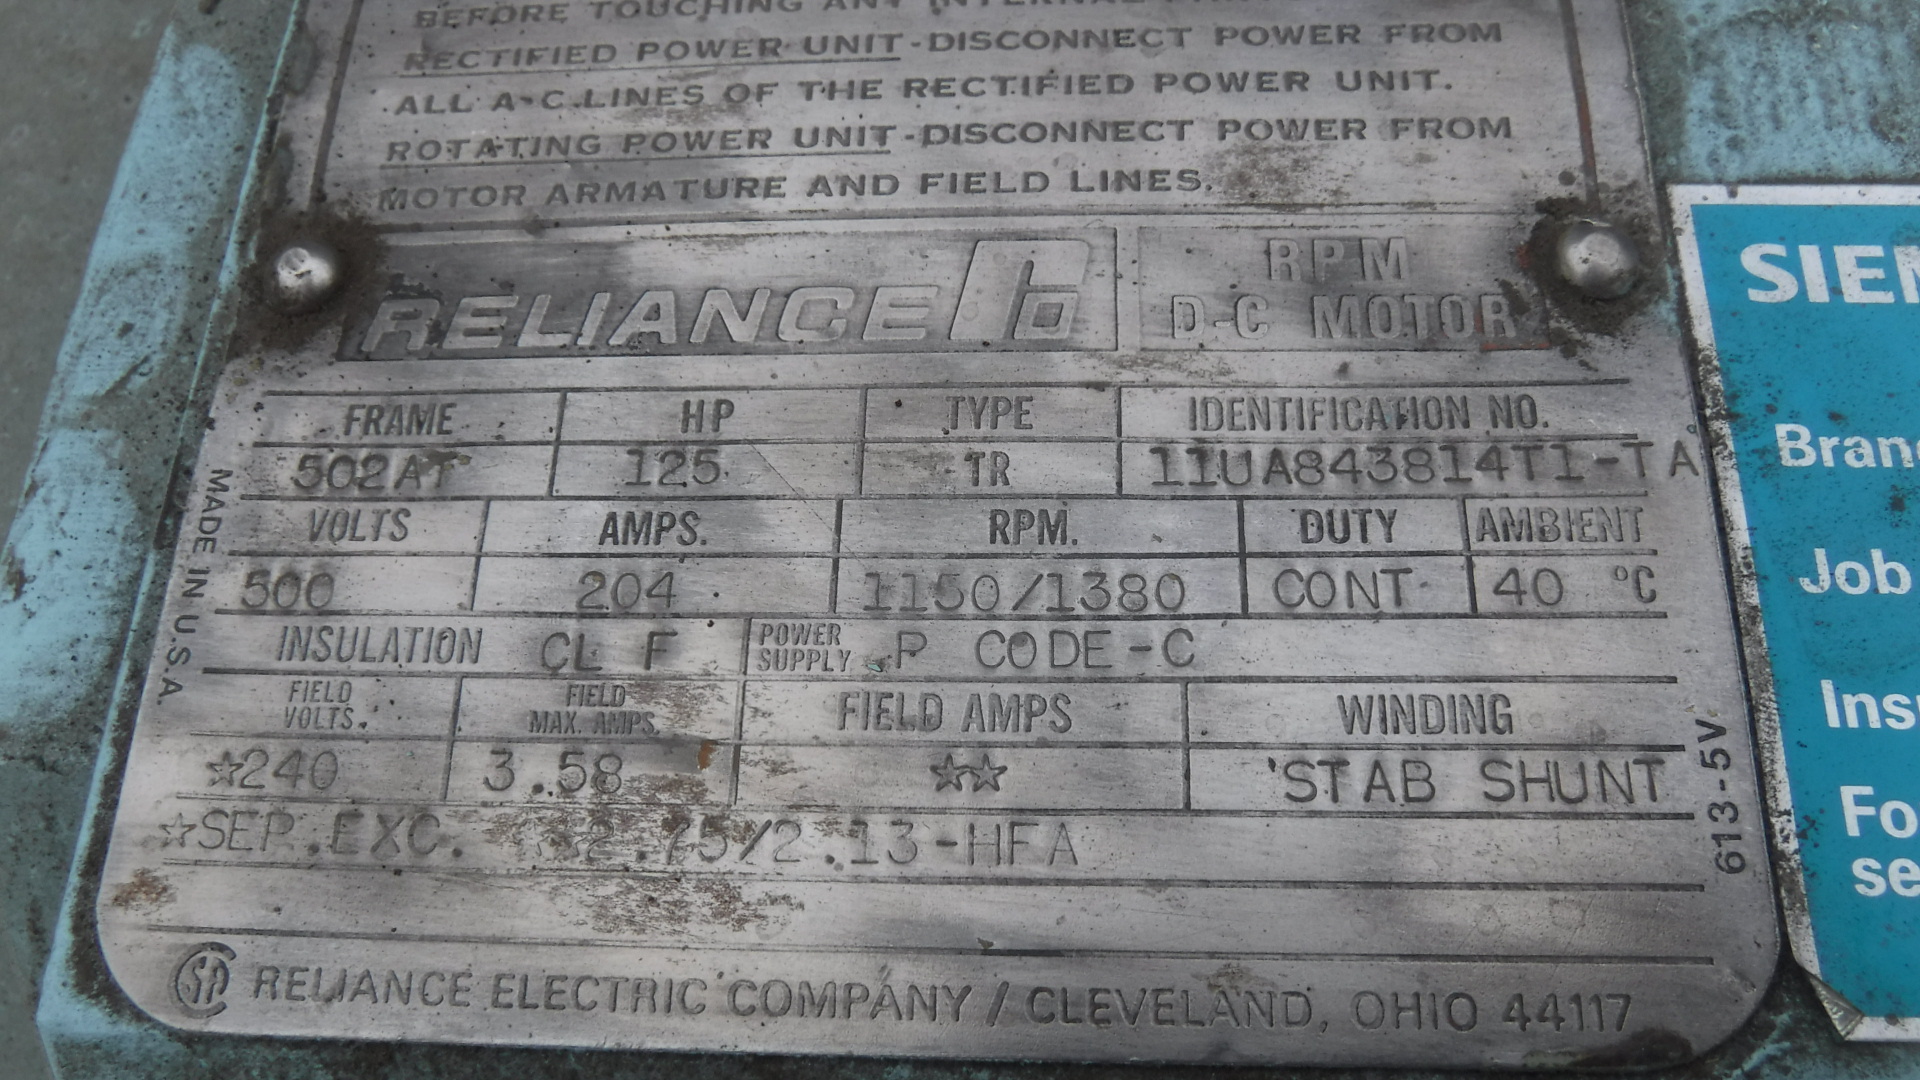 BEFORE TOUCHING ANY INTERNAL
RECTIFIED POWER UNIT-DISCONNECT POWER FROM
ALL A-C LINES OF THE RECTIFIED POWER UNIT.
ROTATING POWER UNIT-DISCONNECT POWER FROM
MOTOR ARMATURE AND FIELD LINES.
RELIANCE
RPM
D-C MOTOR
FRAME HP TYPE IDENTIFICATION NO.
502AT 125 TR 11UA843814T1-TA
VOLTS AMPS. RPM. DUTY AMBIENT
500 204 1150/1380 CONT 40 °C
INSULATION CL F POWER SUPPLY P CODE-C
FIELD VOLTS. FIELD MAX. AMPS. FIELD AMPS WINDING
☆240 3.58 ☆☆ STAB SHUNT
☆SEP.EXC. ☆☆2.75/2.13-HFA
RELIANCE ELECTRIC COMPANY / CLEVELAND, OHIO 44117
MADE IN U.S.A.
613-5V
SIEM
Bran
Job
Ins
Fo
se